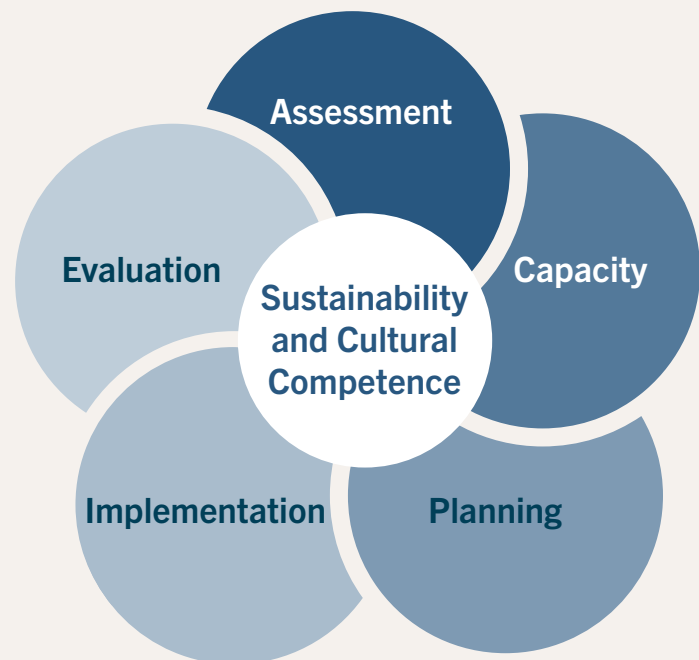 Assessment
Capacity
Planning
Implementation
Evaluation
Sustainability
and Cultural
Competence